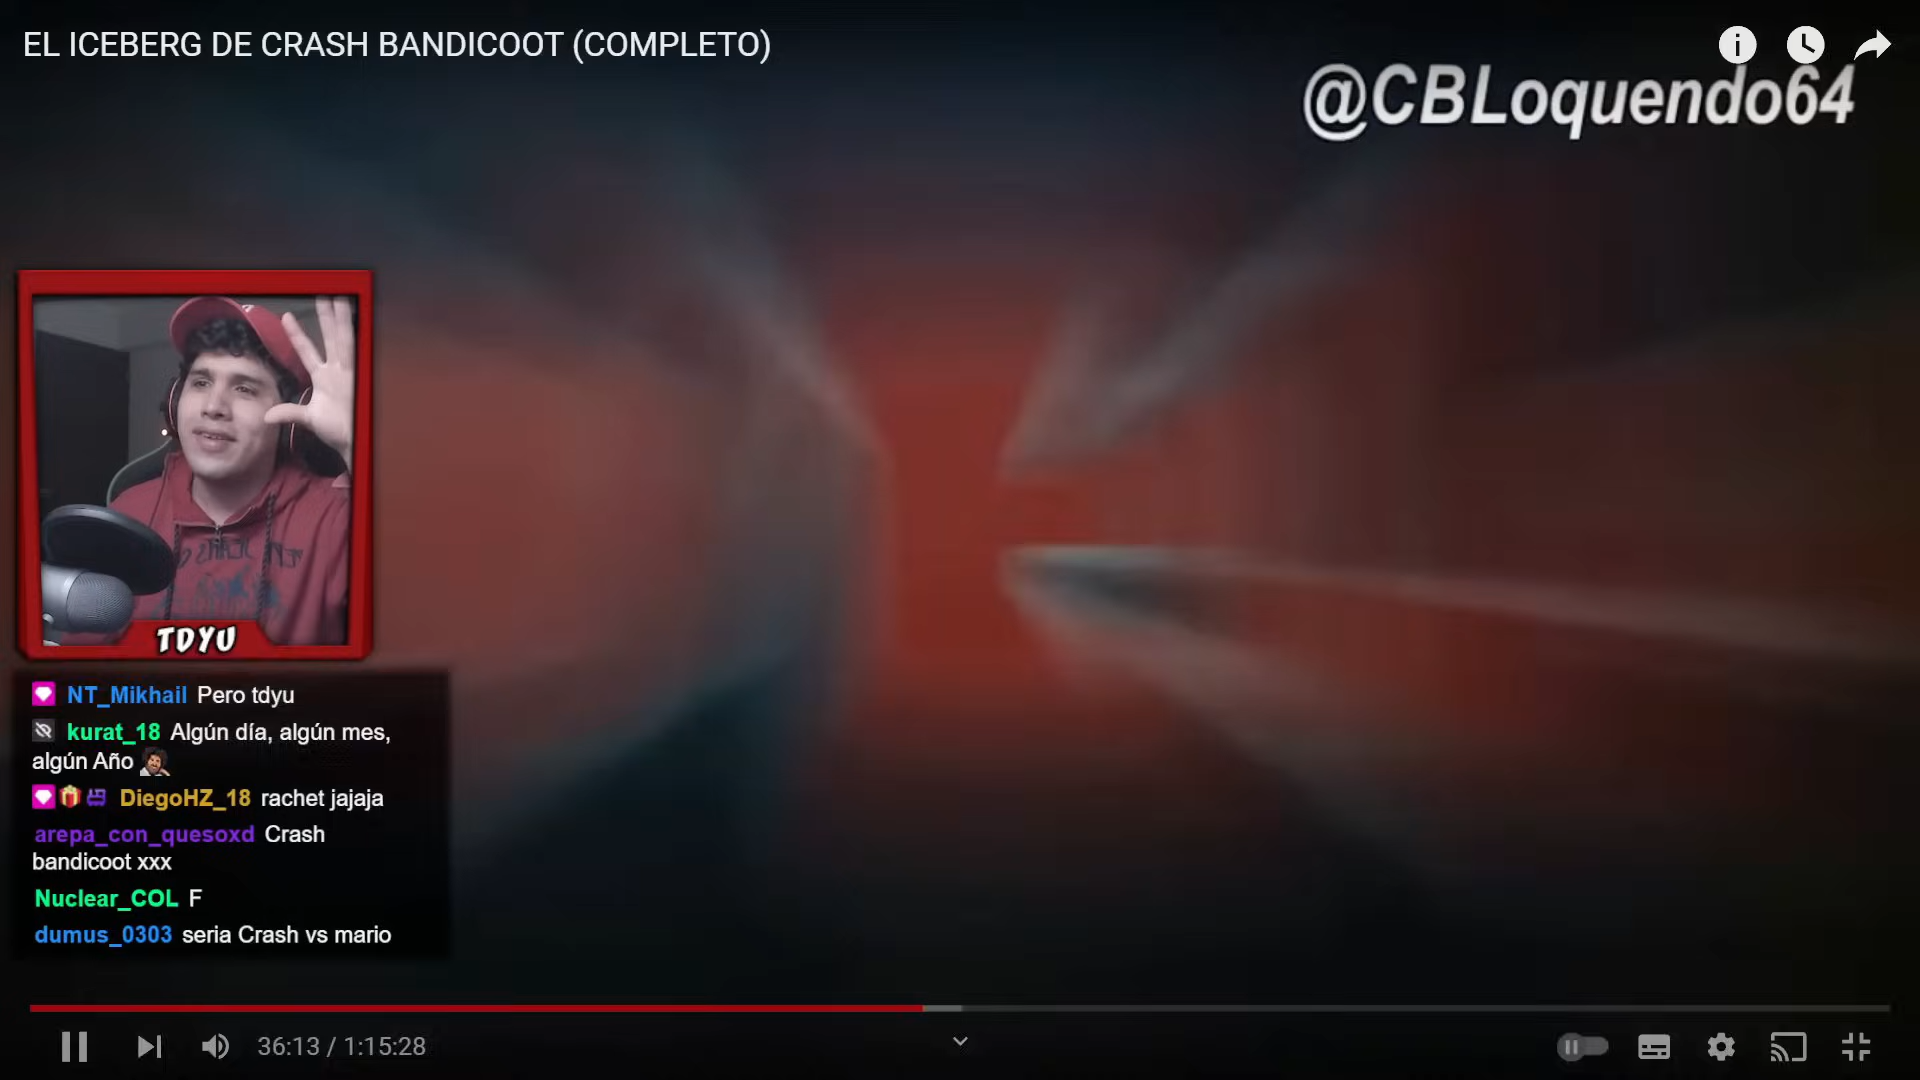 EL ICEBERG DE CRASH BANDICOOT (COMPLETO)
@CBLoquendo64
TDYU
NT_Mikhail Pero tdyu
kurat_18 Algún día, algún mes,
algún Año
DiegoHZ_18 rachet jajaja
arepa_con_quesoxd Crash
bandicoot xxx
Nuclear_COL F
dumus_0303 seria Crash vs mario
36:13 / 1:15:28